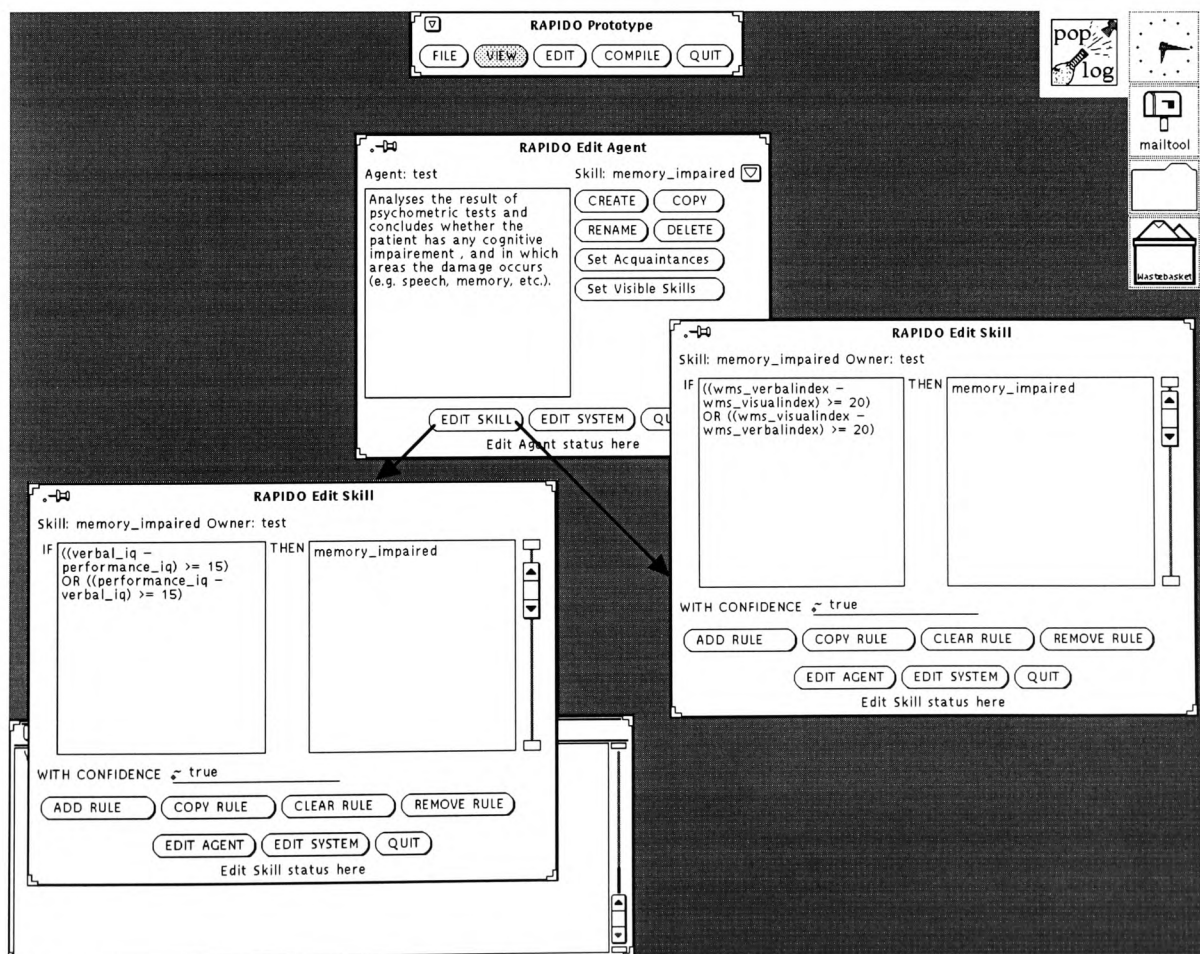 RAPIDO Prototype
FILE VIEW EDIT COMPILE QUIT
pop
log
mailtool
Wastebasket
RAPIDO Edit Agent
Agent: test
Skill: memory_impaired
Analyses the result of
psychometric tests and
concludes whether the
patient has any cognitive
impairement , and in which
areas the damage occurs
(e.g. speech, memory, etc.).
CREATE COPY
RENAME DELETE
Set Acquaintances
Set Visible Skills
EDIT SKILL EDIT SYSTEM QU
Edit Agent status here
RAPIDO Edit Skill
Skill: memory_impaired Owner: test
IF
((wms_verbalindex –
wms_visualindex) >= 20)
OR ((wms_visualindex –
wms_verbalindex) >= 20)
THEN
memory_impaired
WITH CONFIDENCE true
ADD RULE COPY RULE CLEAR RULE REMOVE RULE
EDIT AGENT EDIT SYSTEM QUIT
Edit Skill status here
RAPIDO Edit Skill
Skill: memory_impaired Owner: test
IF
((verbal_iq –
performance_iq) >= 15)
OR ((performance_iq –
verbal_iq) >= 15)
THEN
memory_impaired
WITH CONFIDENCE true
ADD RULE COPY RULE CLEAR RULE REMOVE RULE
EDIT AGENT EDIT SYSTEM QUIT
Edit Skill status here